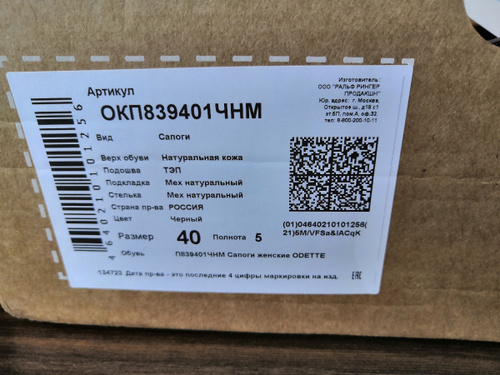 Изготовитель:
ООО "РАЛЬФ РИНГЕР
ПРОДАКШН"
Юр. адрес: г. Москва,
Открытое ш., д18 с1
эт.6П, пом.А, оф.32.
тел: 8-800-200-10-11
Артикул
ОКП839401ЧНМ
Вид Сапоги
Верх обуви Натуральная кожа
Подошва ТЭП
Подкладка Мех натуральный
Стелька Мех натуральный
Страна пр-ва РОССИЯ
Цвет Черный
Размер 40 Полнота 5
Обувь П839401ЧНМ Сапоги женские ODETTE
134723 Дата пр-ва - это последние 4 цифры маркировки на изд.
4640210101256
(01)04640210101256(
21)5M/VFSa&IACqK
EAC